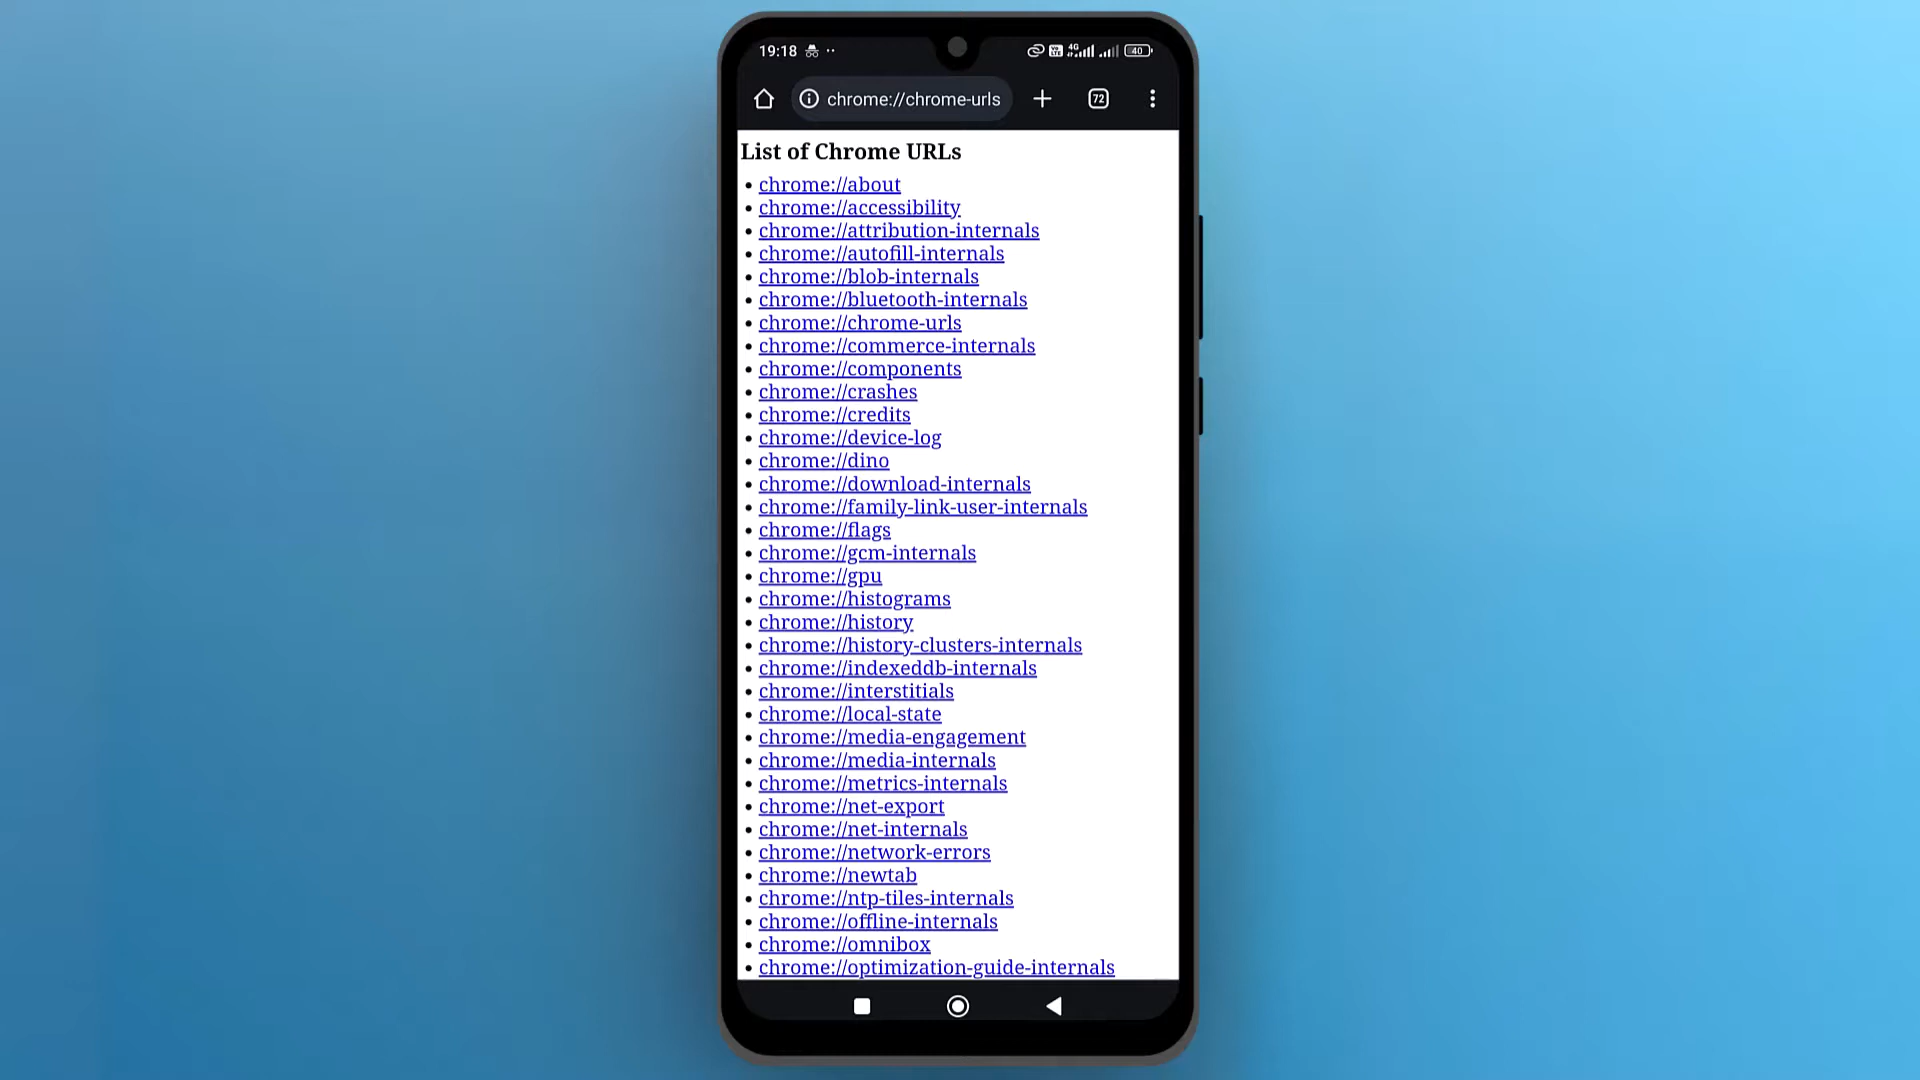 19:18
4G
40
chrome://chrome-urls
72
List of Chrome URLs
• chrome://about
• chrome://accessibility
• chrome://attribution-internals
• chrome://autofill-internals
• chrome://blob-internals
• chrome://bluetooth-internals
• chrome://chrome-urls
• chrome://commerce-internals
• chrome://components
• chrome://crashes
• chrome://credits
• chrome://device-log
• chrome://dino
• chrome://download-internals
• chrome://family-link-user-internals
• chrome://flags
• chrome://gcm-internals
• chrome://gpu
• chrome://histograms
• chrome://history
• chrome://history-clusters-internals
• chrome://indexeddb-internals
• chrome://interstitials
• chrome://local-state
• chrome://media-engagement
• chrome://media-internals
• chrome://metrics-internals
• chrome://net-export
• chrome://net-internals
• chrome://network-errors
• chrome://newtab
• chrome://ntp-tiles-internals
• chrome://offline-internals
• chrome://omnibox
• chrome://optimization-guide-internals